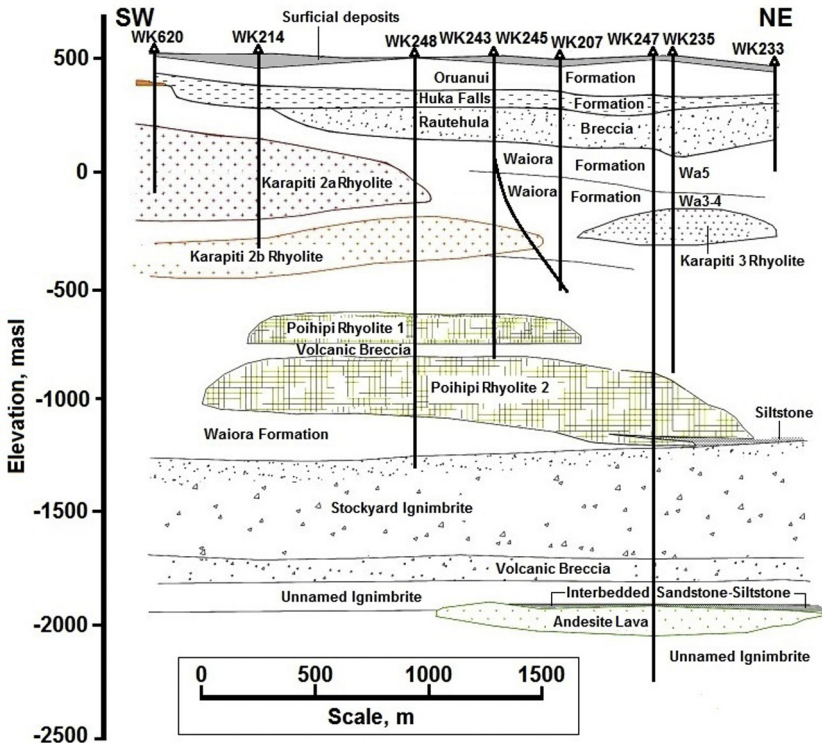 SW
NE
Surficial deposits
WK620
WK214
WK248
WK243
WK245
WK207
WK247
WK235
WK233
500
Oruanui
Formation
Huka Falls
Formation
Rautehula
Breccia
0
Waiora
Formation
Wa5
Waiora
Formation
Wa3-4
Karapiti 2a Rhyolite
Karapiti 2b Rhyolite
Karapiti 3 Rhyolite
-500
Poihipi Rhyolite 1
Volcanic Breccia
Poihipi Rhyolite 2
-1000
Siltstone
Waiora Formation
-1500
Stockyard Ignimbrite
Volcanic Breccia
Unnamed Ignimbrite
Interbedded Sandstone-Siltstone
Andesite Lava
-2000
Unnamed Ignimbrite
0 500 1000 1500
Scale, m
-2500
Elevation, masl